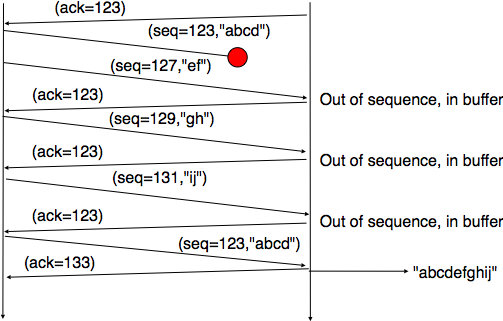 (ack=123)
(seq=123,"abcd")
(seq=127,"ef")
(ack=123)
Out of sequence, in buffer
(seq=129,"gh")
(ack=123)
Out of sequence, in buffer
(seq=131,"ij")
(ack=123)
Out of sequence, in buffer
(seq=123,"abcd")
(ack=133)
"abcdefghij"